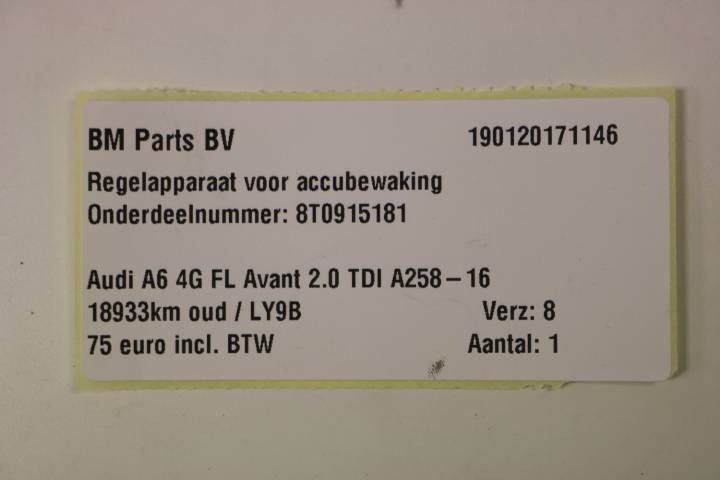 BM Parts BV 190120171146
Regelapparaat voor accubewaking
Onderdeelnummer: 8T0915181
Audi A6 4G FL Avant 2.0 TDI A258-16
18933km oud / LY9B Verz: 8
75 euro incl. BTW Aantal: 1